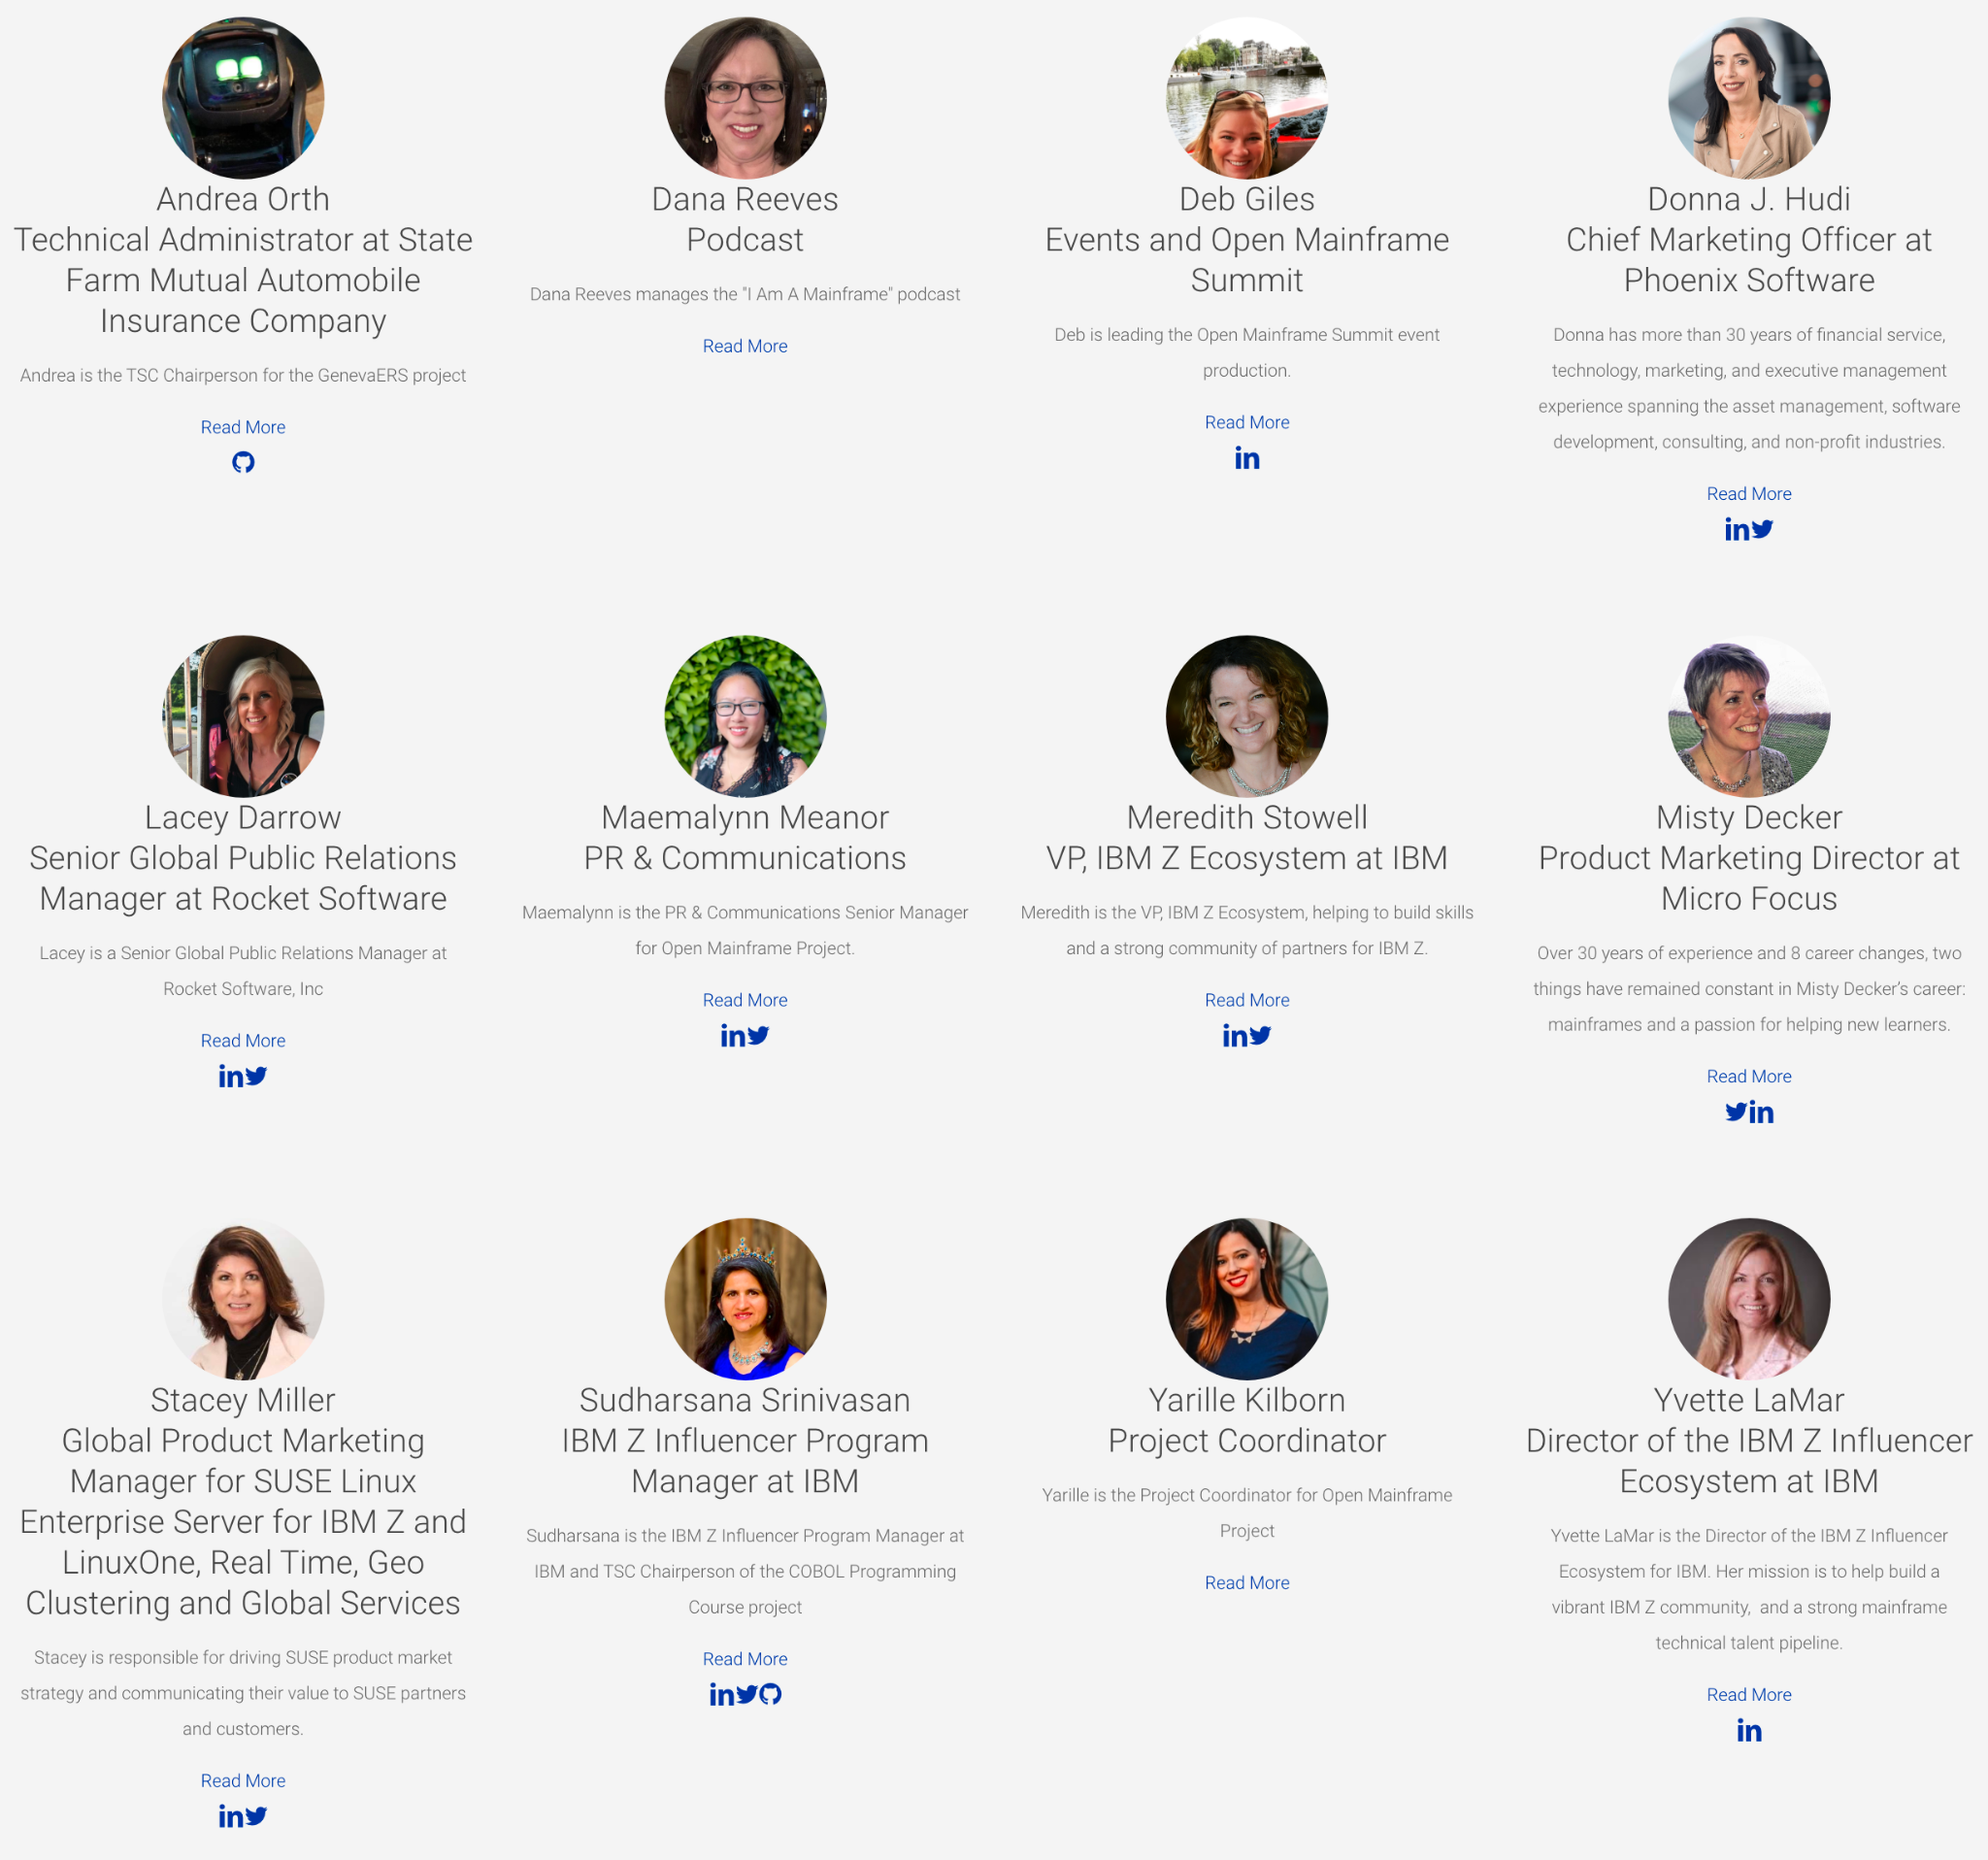 Andrea Orth
Technical Administrator at State
Farm Mutual Automobile
Insurance Company
Andrea is the TSC Chairperson for the GenevaERS project
Read More
Dana Reeves
Podcast
Dana Reeves manages the "I Am A Mainframe" podcast
Read More
Deb Giles
Events and Open Mainframe
Summit
Deb is leading the Open Mainframe Summit event
production.
Read More
in
Donna J. Hudi
Chief Marketing Officer at
Phoenix Software
Donna has more than 30 years of financial service,
technology, marketing, and executive management
experience spanning the asset management, software
development, consulting, and non-profit industries.
Read More
in
Lacey Darrow
Senior Global Public Relations
Manager at Rocket Software
Lacey is a Senior Global Public Relations Manager at
Rocket Software, Inc
Read More
in
Maemalynn Meanor
PR & Communications
Maemalynn is the PR & Communications Senior Manager
for Open Mainframe Project.
Read More
in
Meredith Stowell
VP, IBM Z Ecosystem at IBM
Meredith is the VP, IBM Z Ecosystem, helping to build skills
and a strong community of partners for IBM Z.
Read More
in
Misty Decker
Product Marketing Director at
Micro Focus
Over 30 years of experience and 8 career changes, two
things have remained constant in Misty Decker’s career:
mainframes and a passion for helping new learners.
Read More
in
Stacey Miller
Global Product Marketing
Manager for SUSE Linux
Enterprise Server for IBM Z and
LinuxOne, Real Time, Geo
Clustering and Global Services
Stacey is responsible for driving SUSE product market
strategy and communicating their value to SUSE partners
and customers.
Read More
in
Sudharsana Srinivasan
IBM Z Influencer Program
Manager at IBM
Sudharsana is the IBM Z Influencer Program Manager at
IBM and TSC Chairperson of the COBOL Programming
Course project
Read More
in
Yarille Kilborn
Project Coordinator
Yarille is the Project Coordinator for Open Mainframe
Project
Read More
Yvette LaMar
Director of the IBM Z Influencer
Ecosystem at IBM
Yvette LaMar is the Director of the IBM Z Influencer
Ecosystem for IBM. Her mission is to help build a
vibrant IBM Z community,  and a strong mainframe
technical talent pipeline.
Read More
in